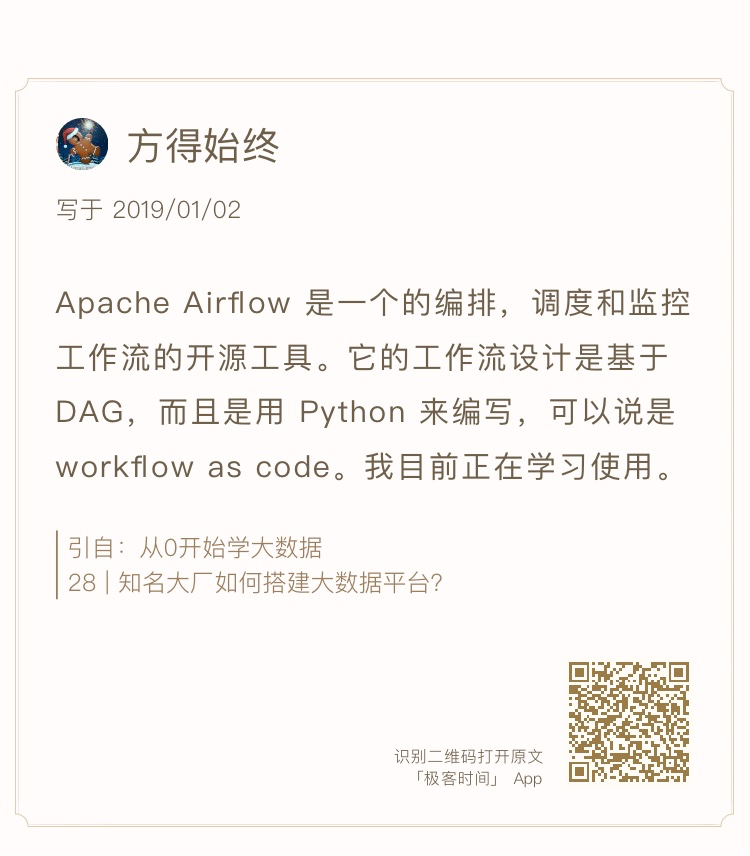 方得始终
写于 2019/01/02
Apache Airflow 是一个的编排，调度和监控
工作流的开源工具。它的工作流设计是基于
DAG，而且是用 Python 来编写，可以说是
workflow as code。我目前正在学习使用。
引自：从0开始学大数据
28 | 知名大厂如何搭建大数据平台？
识别二维码打开原文
「极客时间」 App